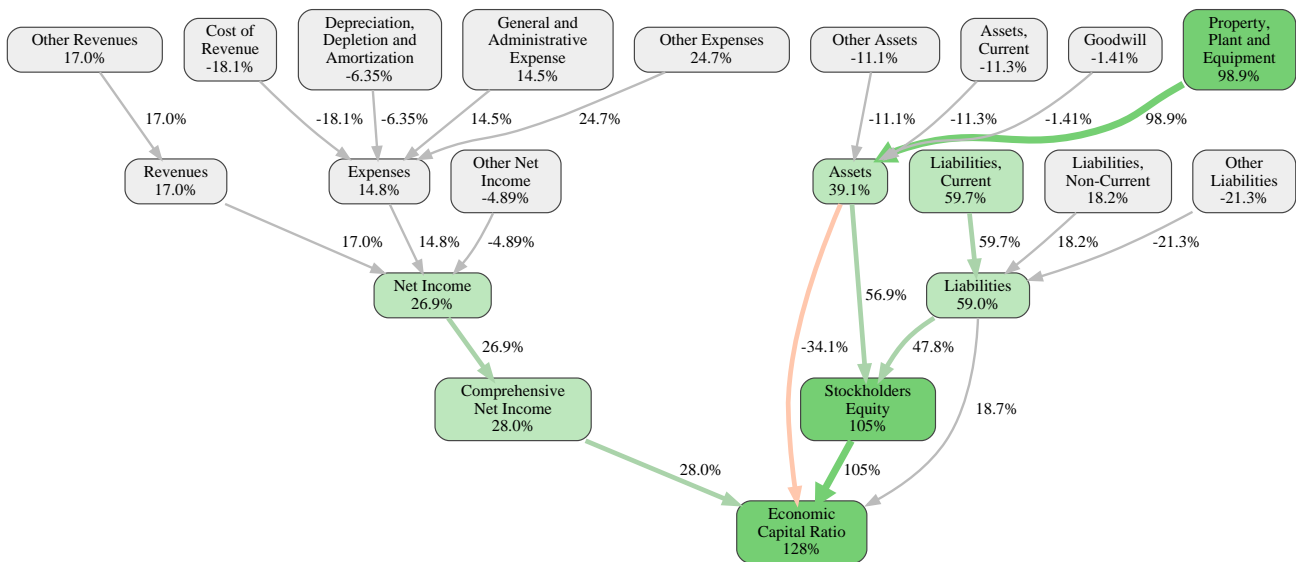 Other Revenues
17.0%
Cost of
Revenue
-18.1%
Depreciation,
Depletion and
Amortization
-6.35%
General and
Administrative
Expense
14.5%
Other Expenses
24.7%
Other Assets
-11.1%
Assets,
Current
-11.3%
Goodwill
-1.41%
Property,
Plant and
Equipment
98.9%
17.0%
-18.1%
-6.35%
14.5%
24.7%
-11.1%
-11.3%
-1.41%
98.9%
Revenues
17.0%
Expenses
14.8%
Other Net
Income
-4.89%
Assets
39.1%
Liabilities,
Current
59.7%
Liabilities,
Non-Current
18.2%
Other
Liabilities
-21.3%
17.0%
14.8%
-4.89%
59.7%
18.2%
-21.3%
Net Income
26.9%
56.9%
Liabilities
59.0%
26.9%
-34.1%
47.8%
Comprehensive
Net Income
28.0%
Stockholders
Equity
105%
18.7%
28.0%
105%
Economic
Capital Ratio
128%